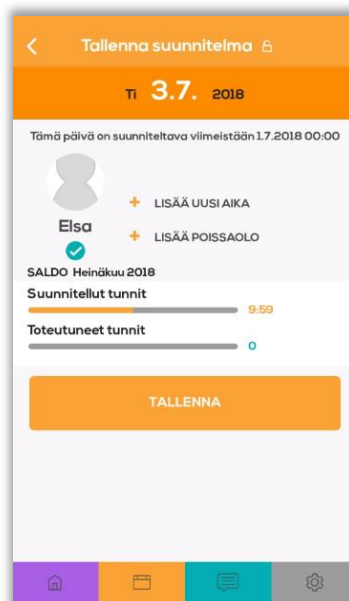 Tallenna suunnitelma
Ti 3.7. 2018
Tämä päivä on suunniteltava viimeistään 1.7.2018 00:00
+ LISÄÄ UUSI AIKA
Elsa
+ LISÄÄ POISSAOLO
SALDO Heinäkuu 2018
Suunnitellut tunnit
9.59
Toteutuneet tunnit
0
TALLENNA